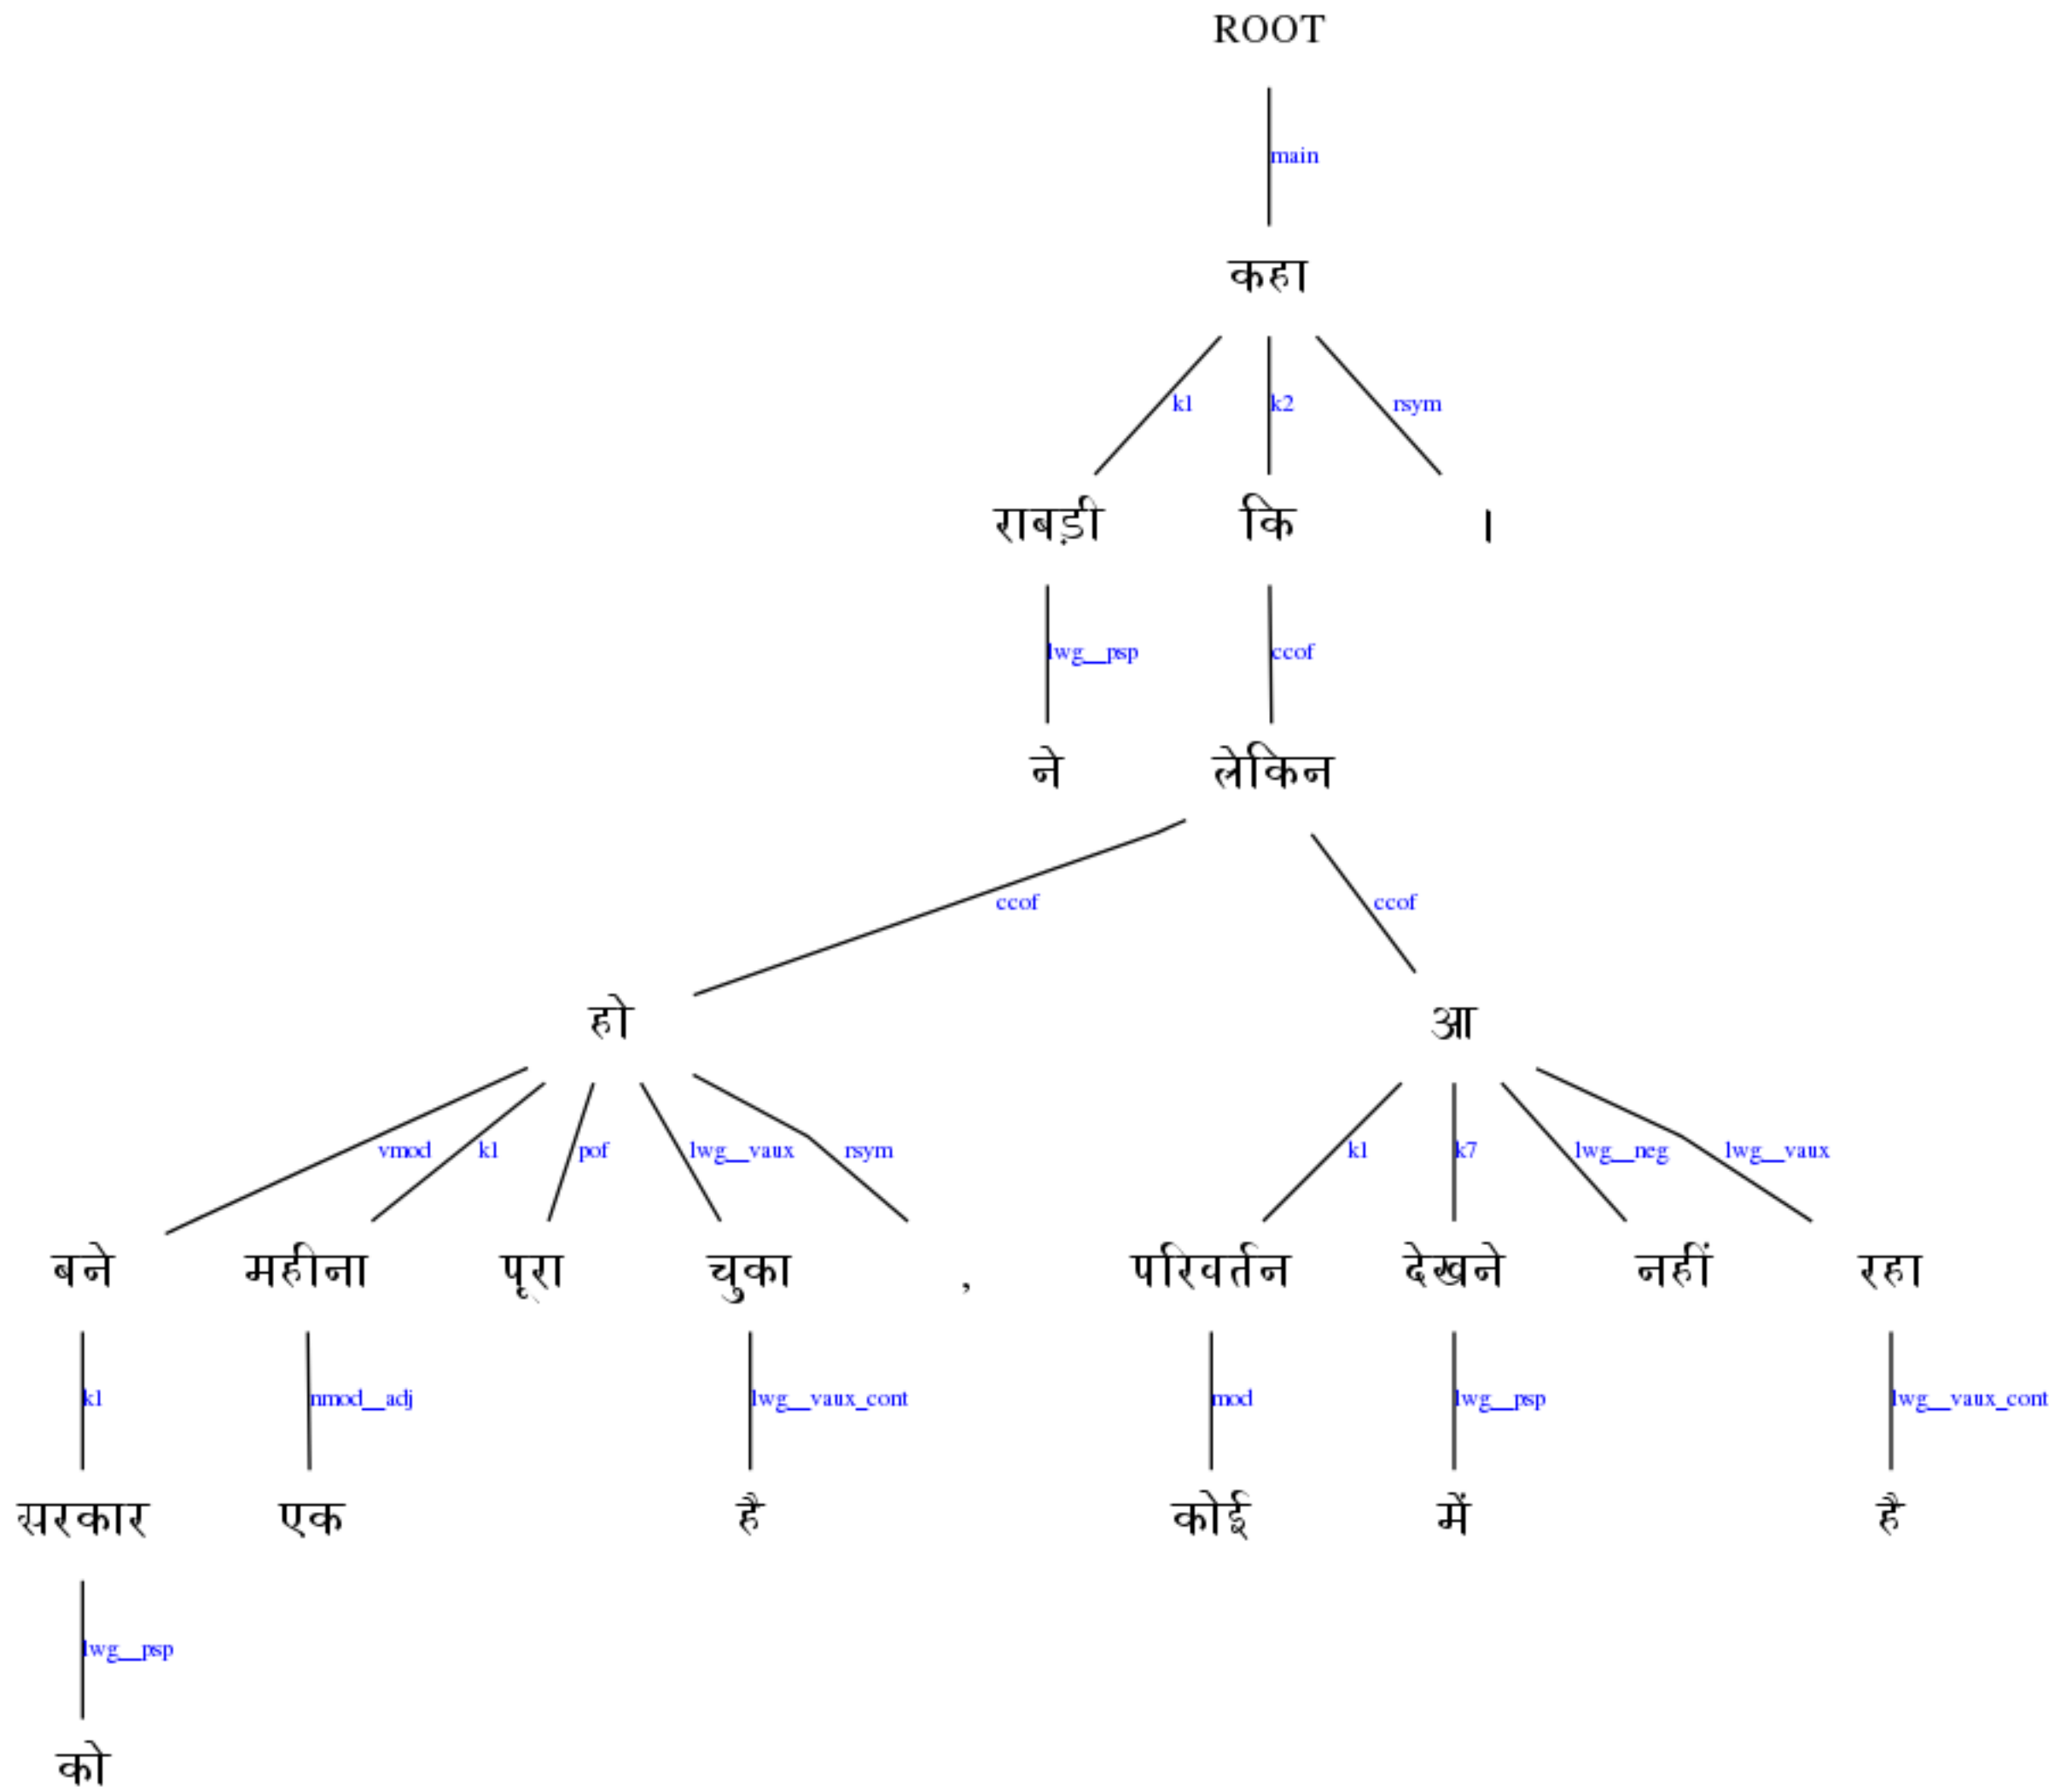 ROOT
main
कहा
k1 k2 rsym
राबड़ी कि ।
lwg__psp ccof
ने लेकिन
ccof ccof
हो आ
vmod k1 pof lwg__vaux rsym k1 k7 lwg__neg lwg__vaux
बने महीना पूरा चुका , परिवर्तन देखने नहीं रहा
k1 nmod__adj lwg__vaux_cont mod lwg__psp lwg__vaux_cont
सरकार एक है कोई में है
lwg__psp
को